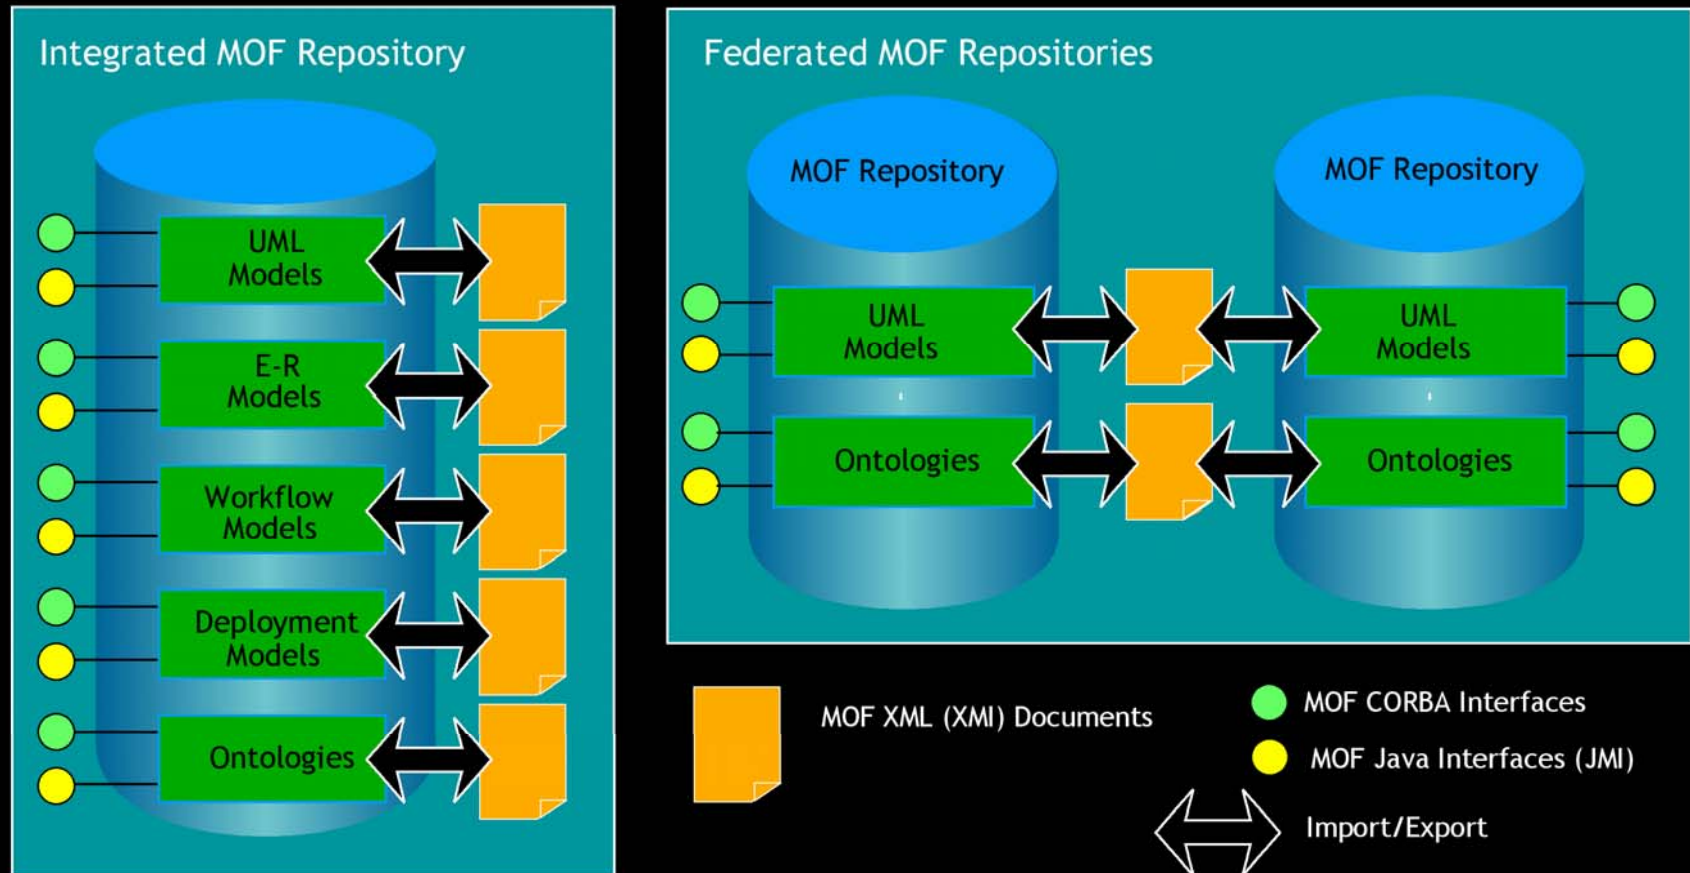 Integrated MOF Repository
UML
Models
E-R
Models
Workflow
Models
Deployment
Models
Ontologies
Federated MOF Repositories
MOF Repository
UML
Models
Ontologies
MOF Repository
UML
Models
Ontologies
MOF XML (XMI) Documents
MOF CORBA Interfaces
MOF Java Interfaces (JMI)
Import/Export